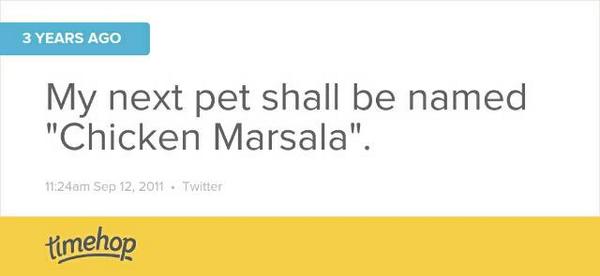 3 YEARS AGO
My next pet shall be named
"Chicken Marsala".
11:24am Sep 12, 2011 • Twitter
timehop